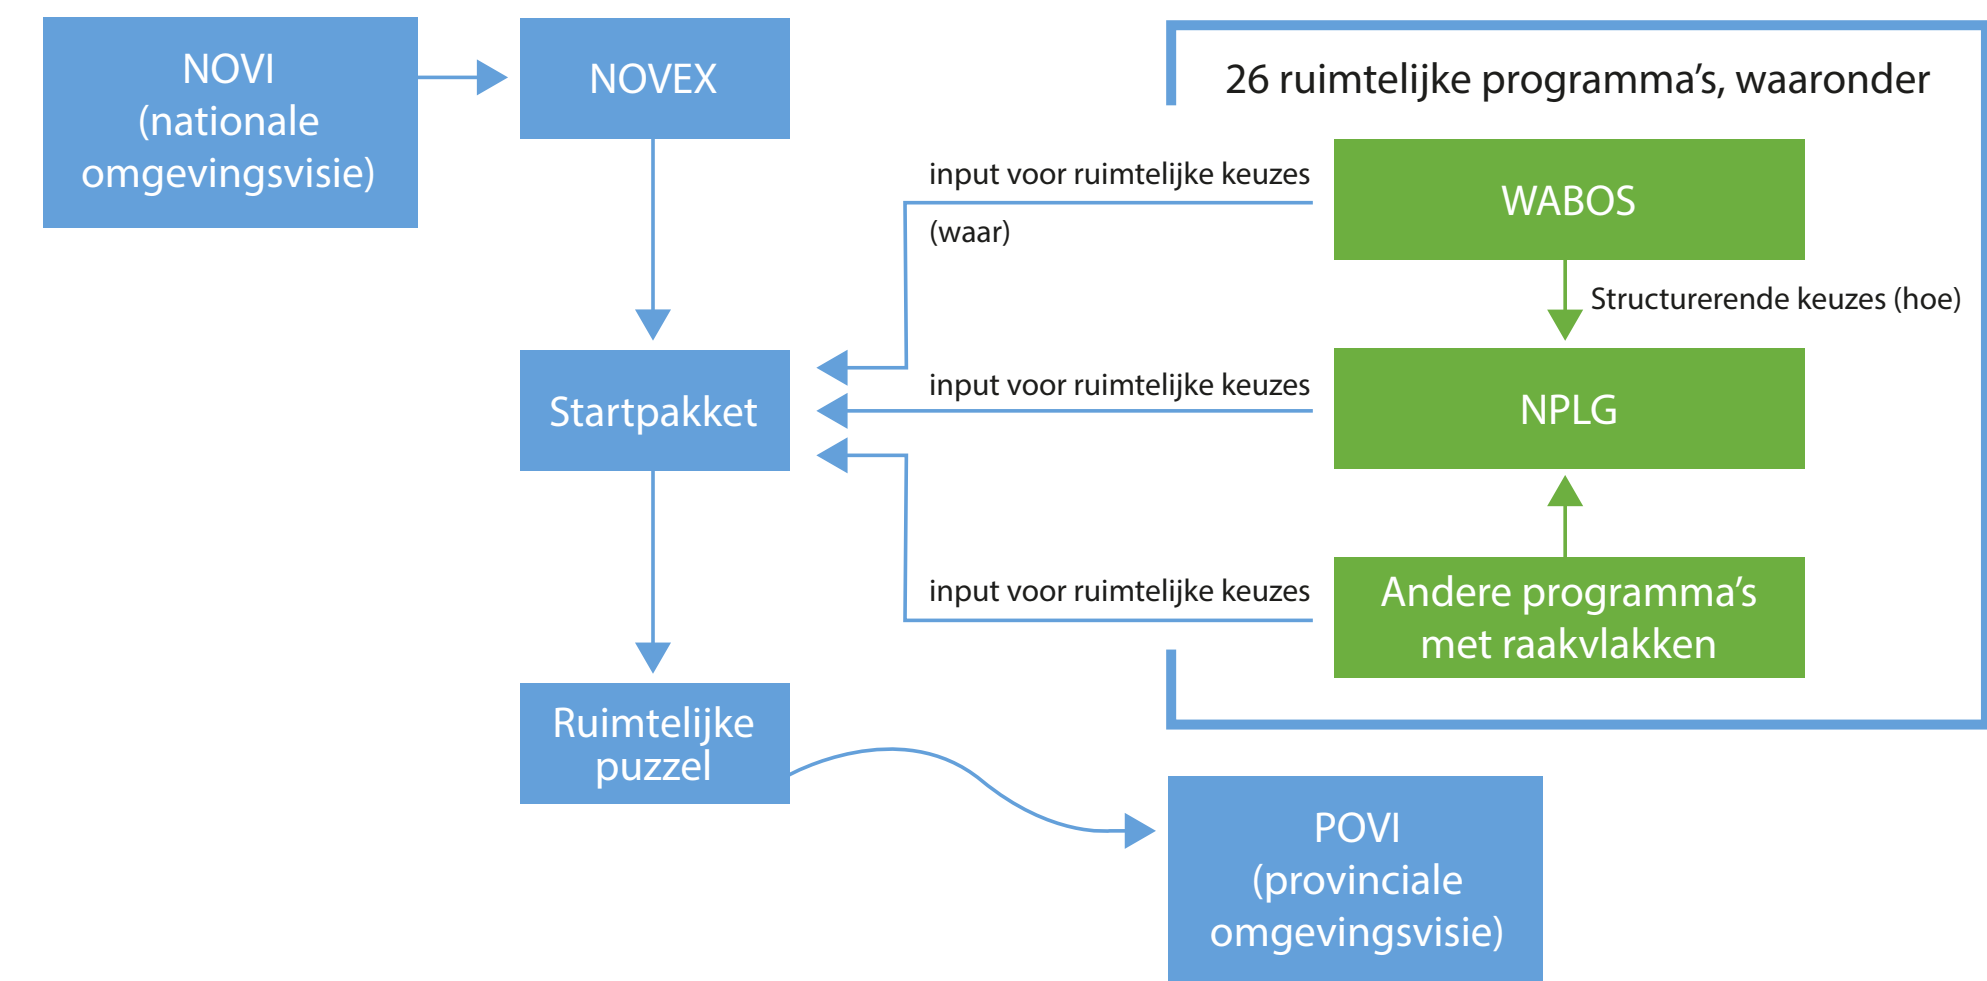 NOVI
(nationale
omgevingsvisie)
NOVEX
26 ruimtelijke programma’s, waaronder
input voor ruimtelijke keuzes
(waar)
WABOS
Structurerende keuzes (hoe)
Startpakket
input voor ruimtelijke keuzes
NPLG
input voor ruimtelijke keuzes
Andere programma’s
met raakvlakken
Ruimtelijke
puzzel
POVI
(provinciale
omgevingsvisie)